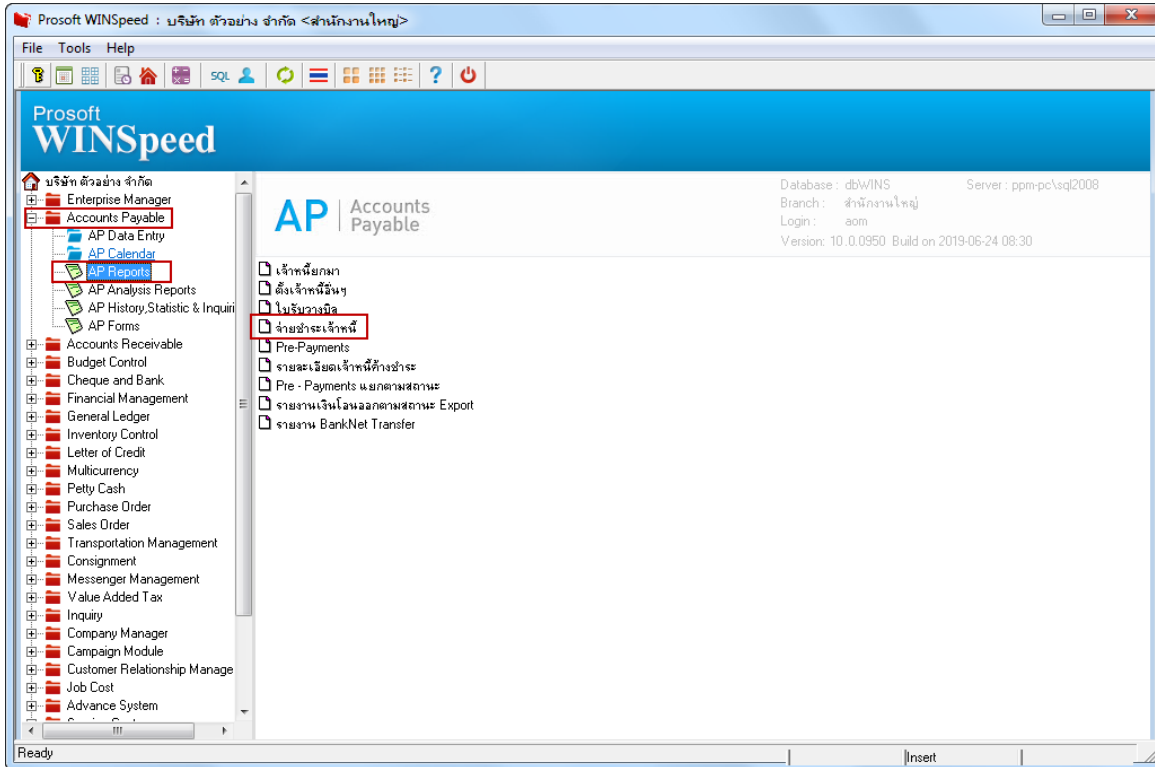 Prosoft WINSpeed : บริษัท ตัวอย่าง จำกัด <สำนักงานใหญ่>
File Tools Help
SQL
Prosoft
WINSpeed
บริษัท ตัวอย่าง จำกัด
Enterprise Manager
Accounts Payable
AP Data Entry
AP Calendar
AP Reports
AP Analysis Reports
AP History,Statistic & Inquiri
AP Forms
Accounts Receivable
Budget Control
Cheque and Bank
Financial Management
General Ledger
Inventory Control
Letter of Credit
Multicurrency
Petty Cash
Purchase Order
Sales Order
Transportation Management
Consignment
Messenger Management
Value Added Tax
Inquiry
Company Manager
Campaign Module
Customer Relationship Manage
Job Cost
Advance System
AP Accounts Payable
Database : dbWINS Server : ppm-pc\sql2008
Branch : สำนักงานใหญ่
Login : aom
Version: 10.0.0950 Build on 2019-06-24 08:30
เจ้าหนี้ยกมา
ตั้งเจ้าหนี้อื่นๆ
ใบรับวางบิล
จ่ายชำระเจ้าหนี้
Pre-Payments
รายละเอียดเจ้าหนี้ค้างชำระ
Pre - Payments แยกตามสถานะ
รายงานเงินโอนออกตามสถานะ Export
รายงาน BankNet Transfer
Ready Insert